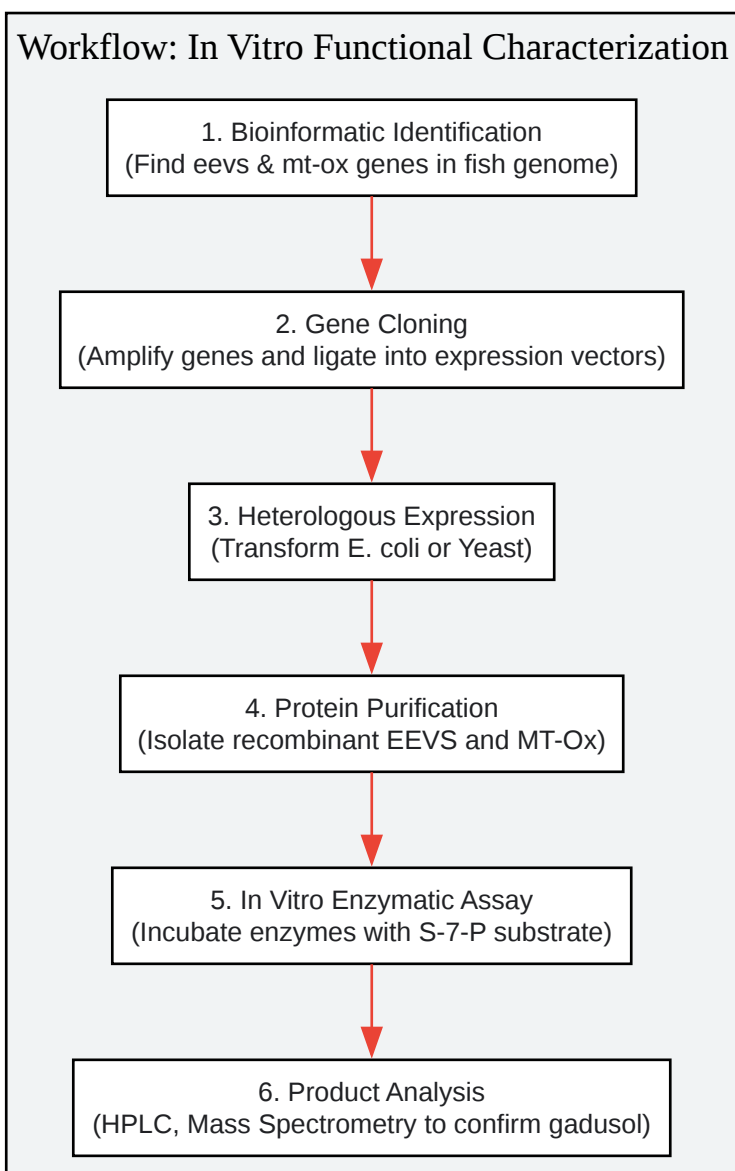 Workflow: In Vitro Functional Characterization
1. Bioinformatic Identification
(Find eevs & mt-ox genes in fish genome)
2. Gene Cloning
(Amplify genes and ligate into expression vectors)
3. Heterologous Expression
(Transform E. coli or Yeast)
4. Protein Purification
(Isolate recombinant EEVS and MT-Ox)
5. In Vitro Enzymatic Assay
(Incubate enzymes with S-7-P substrate)
6. Product Analysis
(HPLC, Mass Spectrometry to confirm gadusol)